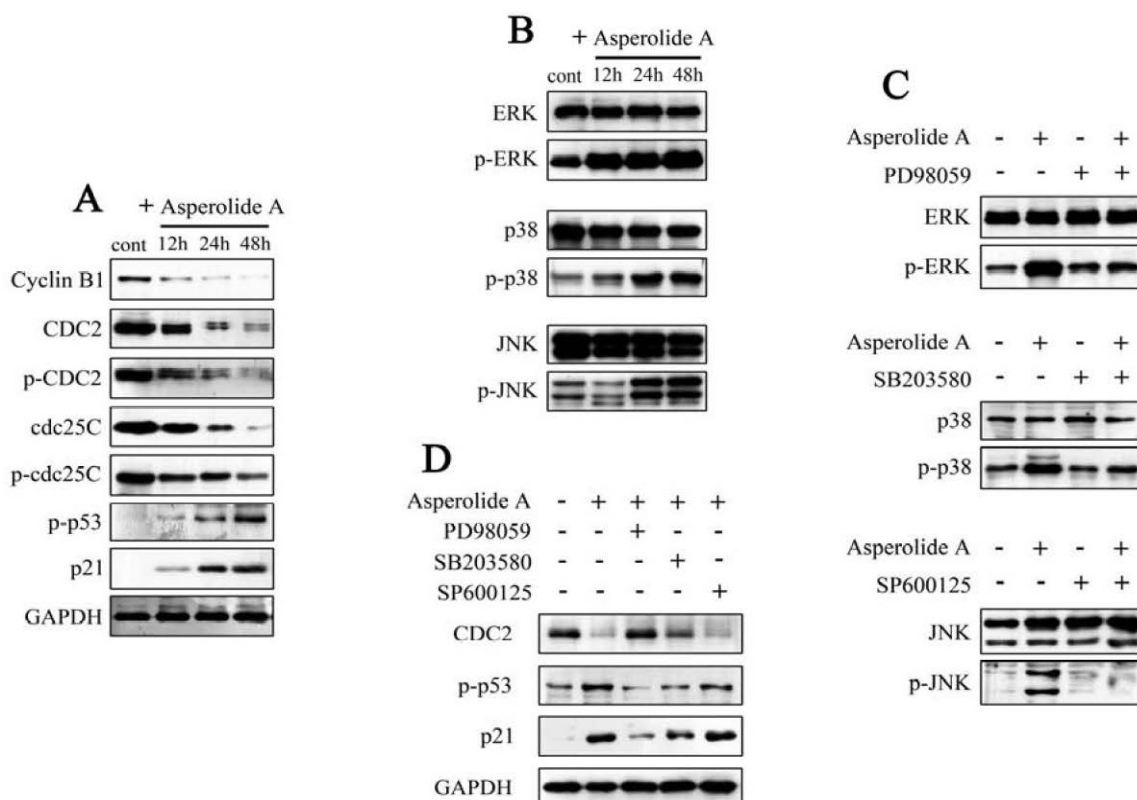 A
+ Asperolide A
cont 12h 24h 48h
Cyclin B1
CDC2
p-CDC2
cdc25C
p-cdc25C
p-p53
p21
GAPDH
B
+ Asperolide A
cont 12h 24h 48h
ERK
p-ERK
p38
p-p38
JNK
p-JNK
C
Asperolide A - + - +
PD98059 - - + +
ERK
p-ERK
Asperolide A - + - +
SB203580 - - + +
p38
p-p38
Asperolide A - + - +
SP600125 - - + +
JNK
p-JNK
D
Asperolide A - + + + +
PD98059 - - + - -
SB203580 - - - + -
SP600125 - - - - +
CDC2
p-p53
p21
GAPDH